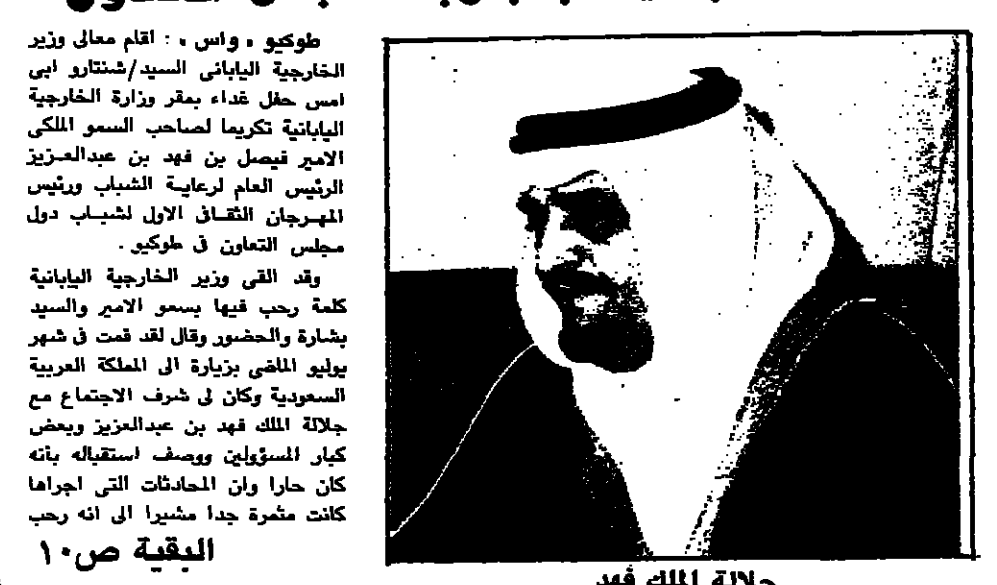 طوكيو « واس » : اقام معالى وزير
الخارجية اليابانى السيد/شنتارو ابى
امس حفل غداء بمقر وزارة الخارجية
اليابانية تكريما لصاحب السمو الملكى
الامير فيصل بن فهد بن عبدالعزيز
الرئيس العام لرعاية الشباب ورئيس
المهرجان الثقافى الاول لشباب دول
مجلس التعاون فى طوكيو .
وقد القى وزير الخارجية اليابانية
كلمة رحب فيها بسمو الامير والسيد
بشارة والحضور وقال لقد قمت فى شهر
يوليو الماضى بزيارة الى المملكة العربية
السعودية وكان لى شرف الاجتماع مع
جلالة الملك فهد بن عبدالعزيز وبعض
كبار المسؤولين ووصف استقباله بأنه
كان حارا وان المحادثات التى اجراها
كانت مثمرة جدا مشيرا الى انه رحب
البقية ص١٠
جلالة الملك فهد